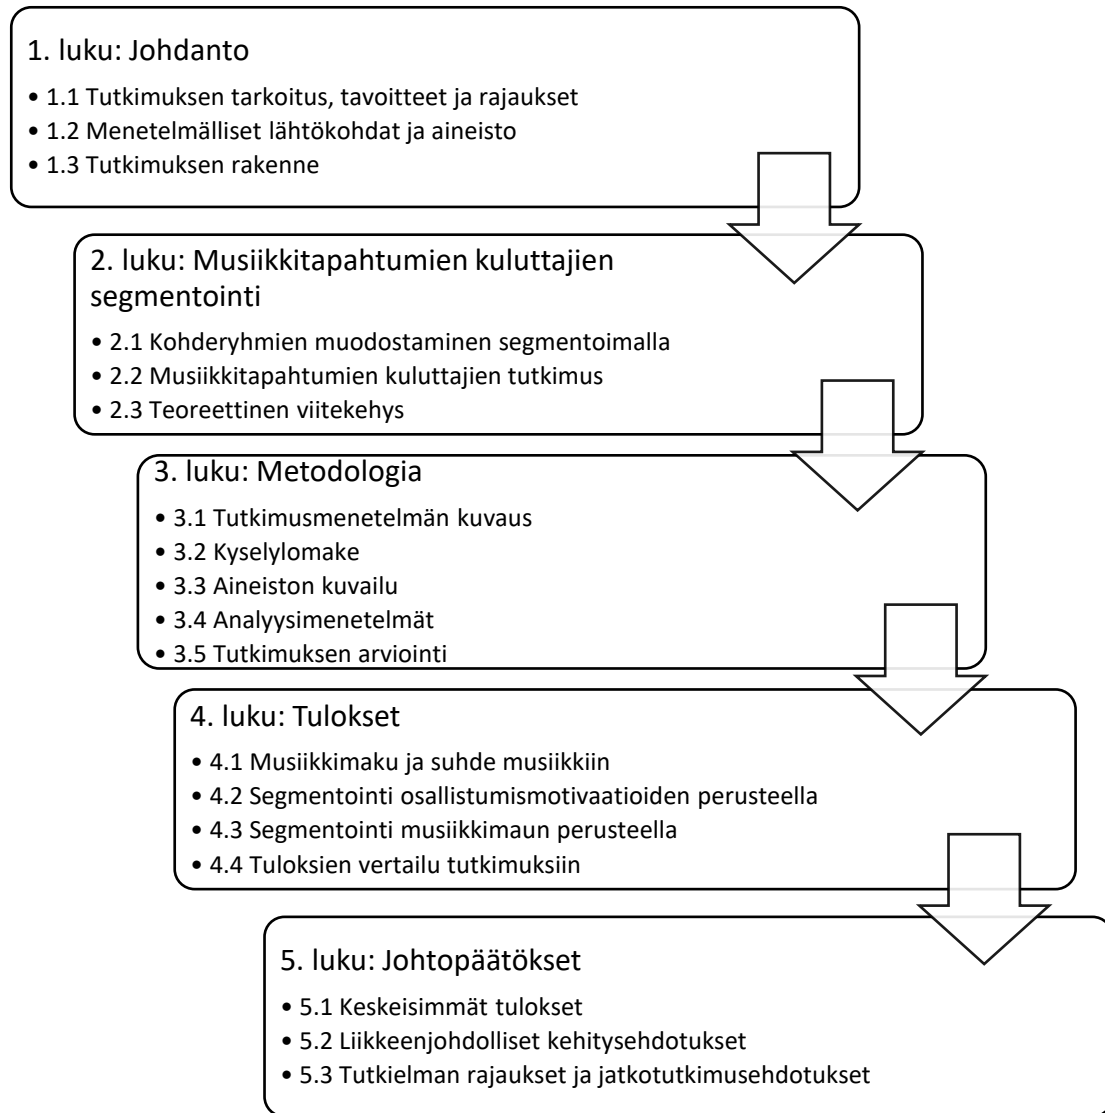 1. luku: Johdanto
• 1.1 Tutkimuksen tarkoitus, tavoitteet ja rajaukset
• 1.2 Menetelmälliset lähtökohdat ja aineisto
• 1.3 Tutkimuksen rakenne
2. luku: Musiikkitapahtumien kuluttajien
segmentointi
• 2.1 Kohderyhmien muodostaminen segmentoimalla
• 2.2 Musiikkitapahtumien kuluttajien tutkimus
• 2.3 Teoreettinen viitekehys
3. luku: Metodologia
• 3.1 Tutkimusmenetelmän kuvaus
• 3.2 Kyselylomake
• 3.3 Aineiston kuvailu
• 3.4 Analyysimenetelmät
• 3.5 Tutkimuksen arviointi
4. luku: Tulokset
• 4.1 Musiikkimaku ja suhde musiikkiin
• 4.2 Segmentointi osallistumismotivaatioiden perusteella
• 4.3 Segmentointi musiikkimaun perusteella
• 4.4 Tuloksien vertailu tutkimuksiin
5. luku: Johtopäätökset
• 5.1 Keskeisimmät tulokset
• 5.2 Liikkeenjohdolliset kehitysehdotukset
• 5.3 Tutkielman rajaukset ja jatkotutkimusehdotukset